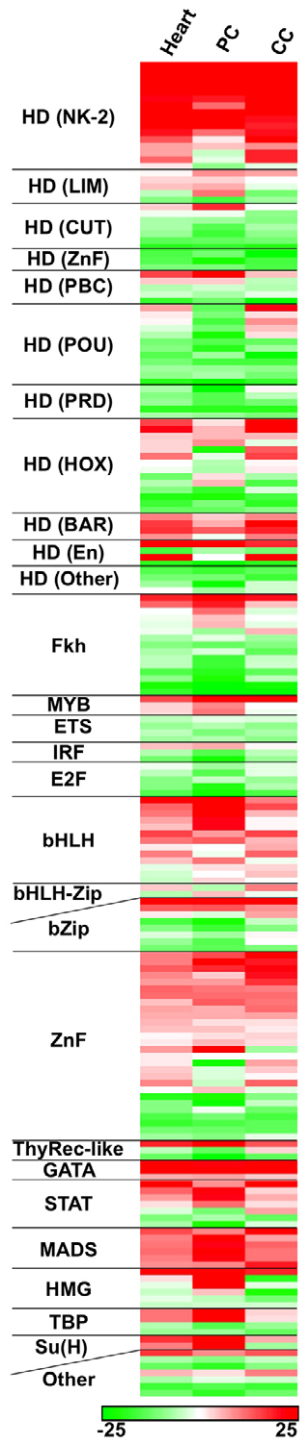 Heart PC CC
HD (NK-2)
HD (LIM)
HD (CUT)
HD (ZnF)
HD (PBC)
HD (POU)
HD (PRD)
HD (HOX)
HD (BAR)
HD (En)
HD (Other)
Fkh
MYB
ETS
IRF
E2F
bHLH
bHLH-Zip
bZip
ZnF
ThyRec-like
GATA
STAT
MADS
HMG
TBP
Su(H)
Other
-25 25